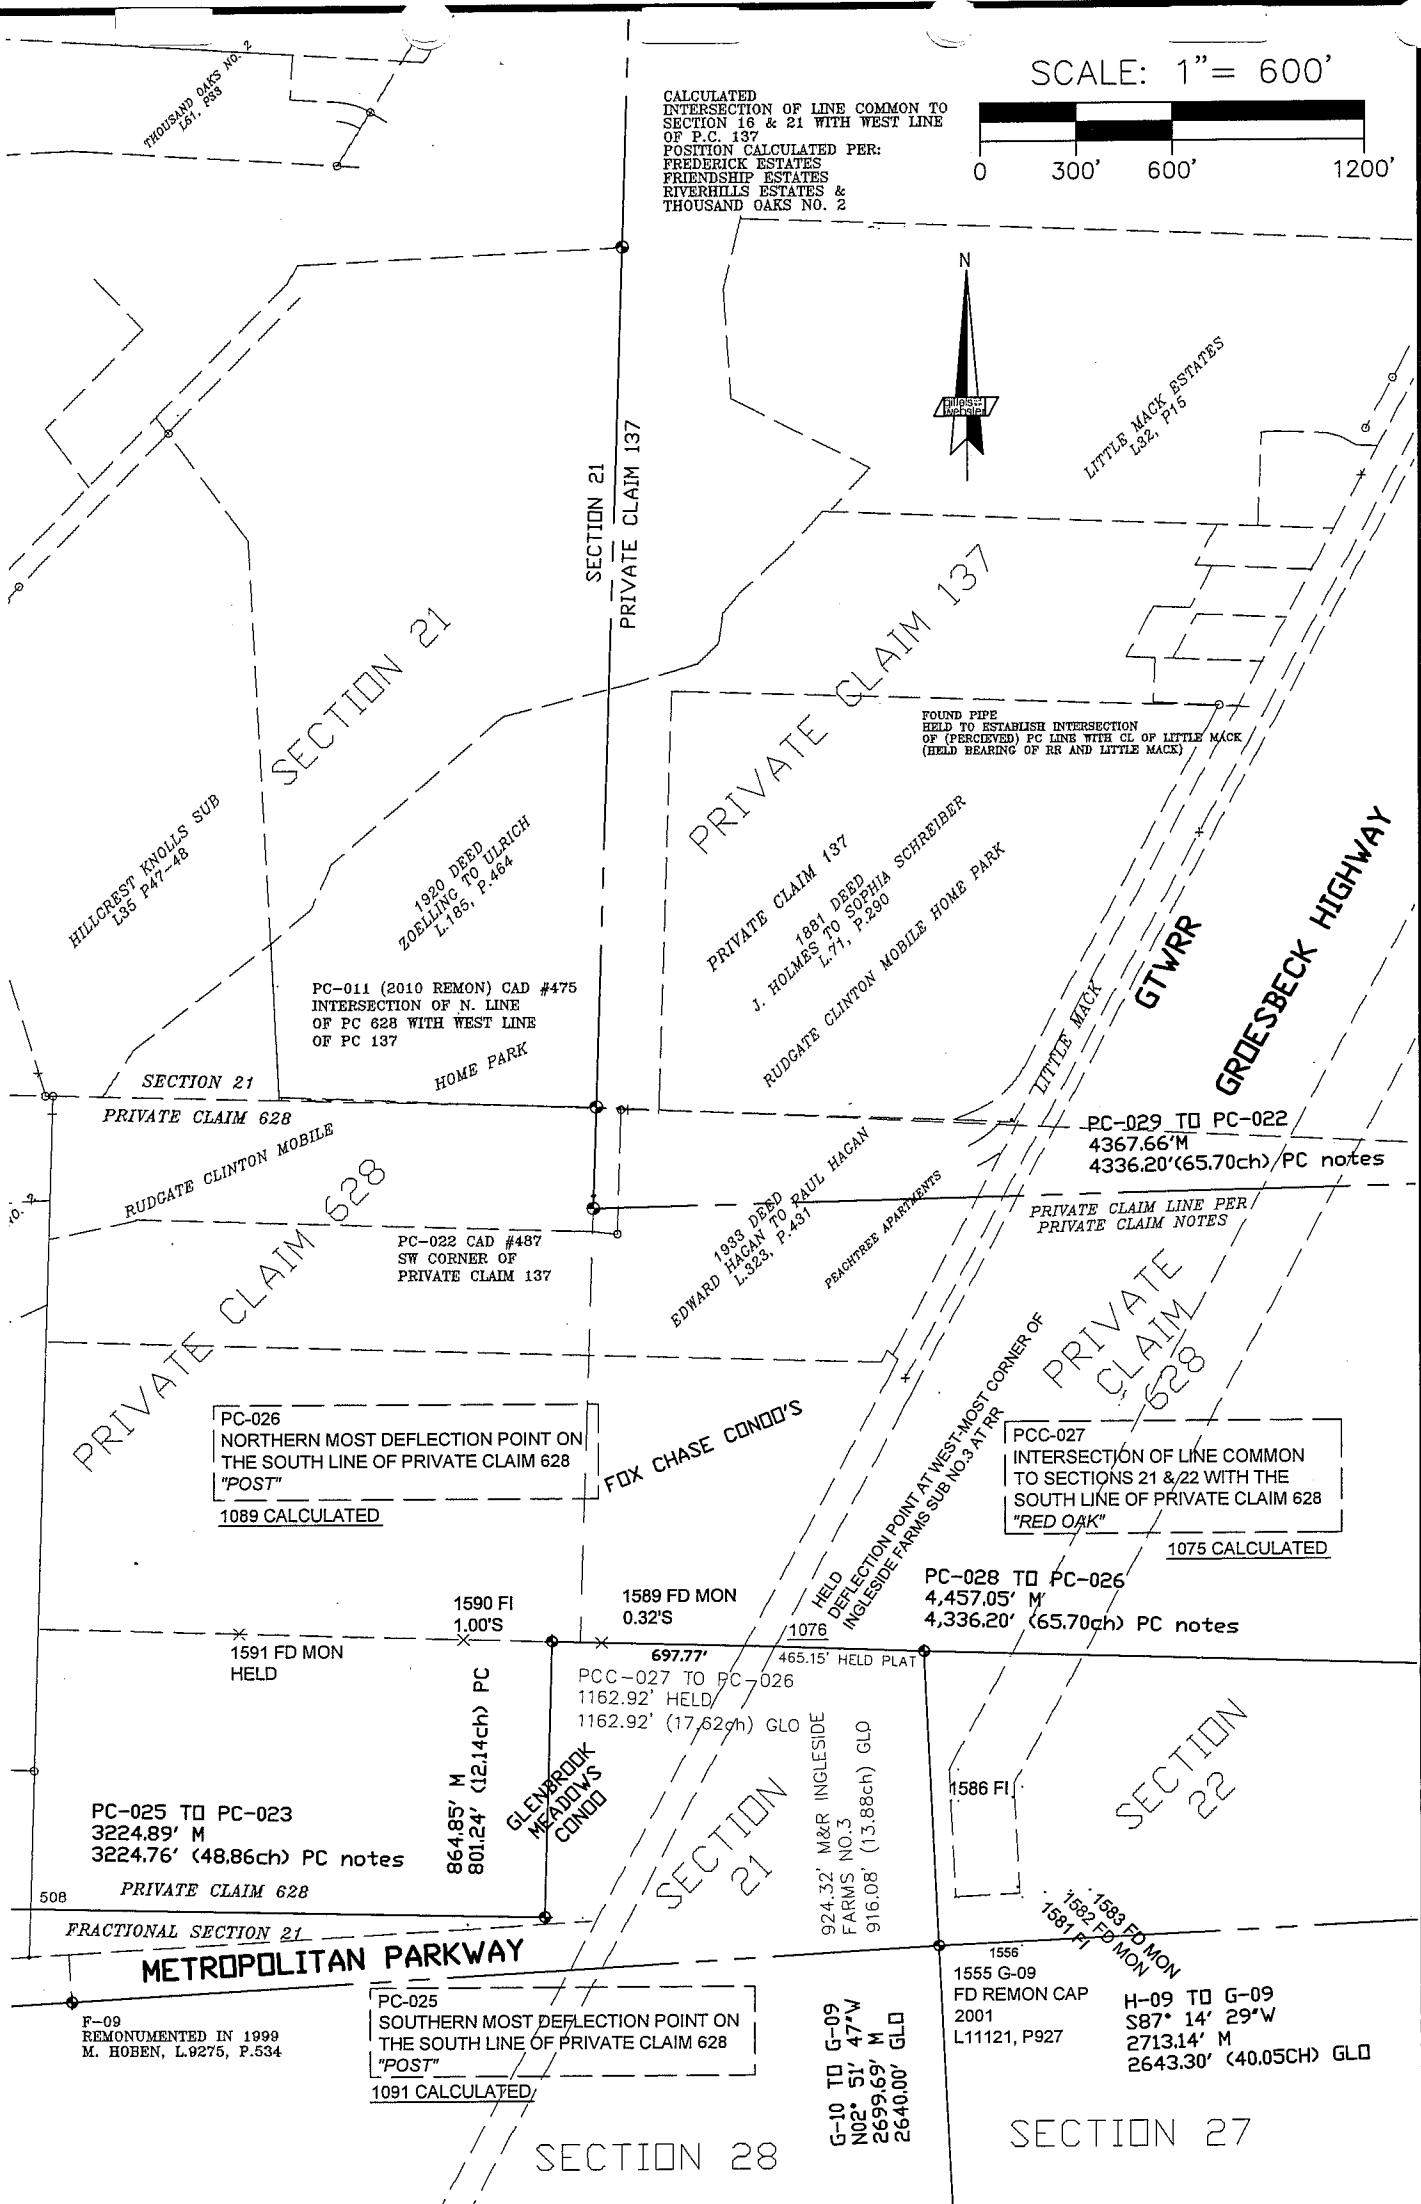 THOUSAND OAKS NO. 2
L61, P33
CALCULATED
INTERSECTION OF LINE COMMON TO
SECTION 16 & 21 WITH WEST LINE
OF P.C. 137
POSITION CALCULATED PER:
FREDERICK ESTATES
FRIENDSHIP ESTATES
RIVERHILLS ESTATES &
THOUSAND OAKS NO. 2
SCALE: 1"= 600'
0 300' 600' 1200'
N
LITTLE MACK ESTATES
L32, P15
SECTION 21
PRIVATE CLAIM 137
SECTION 21
PRIVATE CLAIM 137
FOUND PIPE
HELD TO ESTABLISH INTERSECTION
OF (PERCIEVED) PC LINE WITH CL OF LITTLE MACK
(HELD BEARING OF RR AND LITTLE MACK)
HILLCREST KNOLLS SUB
L35 P47-48
1920 DEED
ZOELLING TO ULRICH
L.185, P.464
PRIVATE CLAIM 137
1881 DEED
J. HOLMES TO SOPHIA SCHREIBER
L.71, P.290
RUDGATE CLINTON MOBILE HOME PARK
GTWRR
GROESBECK HIGHWAY
LITTLE MACK
PC-011 (2010 REMON) CAD #475
INTERSECTION OF N. LINE
OF PC 628 WITH WEST LINE
OF PC 137
HOME PARK
SECTION 21
PRIVATE CLAIM 628
RUDGATE CLINTON MOBILE
PC-029 TO PC-022
4367.66'M
4336.20'(65.70ch) PC notes
PRIVATE CLAIM LINE PER
PRIVATE CLAIM NOTES
NO. 2
PRIVATE CLAIM 628
PC-022 CAD #487
SW CORNER OF
PRIVATE CLAIM 137
1933 DEED
EDWARD HAGAN TO PAUL HAGAN
L.323, P.431
PEACHTREE APARTMENTS
PRIVATE
CLAIM
628
PC-026
NORTHERN MOST DEFLECTION POINT ON
THE SOUTH LINE OF PRIVATE CLAIM 628
"POST"
1089 CALCULATED
FOX CHASE CONDO'S
HELD
DEFLECTION POINT AT WEST-MOST CORNER OF
INGLESIDE FARMS SUB NO.3 AT RR
PCC-027
INTERSECTION OF LINE COMMON
TO SECTIONS 21 & 22 WITH THE
SOUTH LINE OF PRIVATE CLAIM 628
"RED OAK"
1075 CALCULATED
PC-028 TO PC-026
4,457.05' M
4,336.20' (65.70ch) PC notes
1590 FI
1.00'S
1589 FD MON
0.32'S
1076
1591 FD MON
HELD
697.77'
465.15' HELD PLAT
PCC-027 TO PC-026
1162.92' HELD
1162.92' (17.62ch) GLO
864.85' M
801.24' (12.14ch) PC
GLENBROOK
MEADOWS
CONDO
SECTION
21
924.32' M&R INGLESIDE
FARMS NO.3
916.08' (13.88ch) GLO
1586 FI
SECTION
22
PC-025 TO PC-023
3224.89' M
3224.76' (48.86ch) PC notes
508
PRIVATE CLAIM 628
FRACTIONAL SECTION 21
METROPOLITAN PARKWAY
1583 FD MON
1582 FD MON
1581 FI
1556
1555 G-09
FD REMON CAP
2001
L11121, P927
F-09
REMONUMENTED IN 1999
M. HOBEN, L.9275, P.534
PC-025
SOUTHERN MOST DEFLECTION POINT ON
THE SOUTH LINE OF PRIVATE CLAIM 628
"POST"
1091 CALCULATED
G-10 TO G-09
N02° 51' 47"W
2699.69' M
2640.00' GLO
H-09 TO G-09
S87° 14' 29"W
2713.14' M
2643.30' (40.05CH) GLO
SECTION 28
SECTION 27